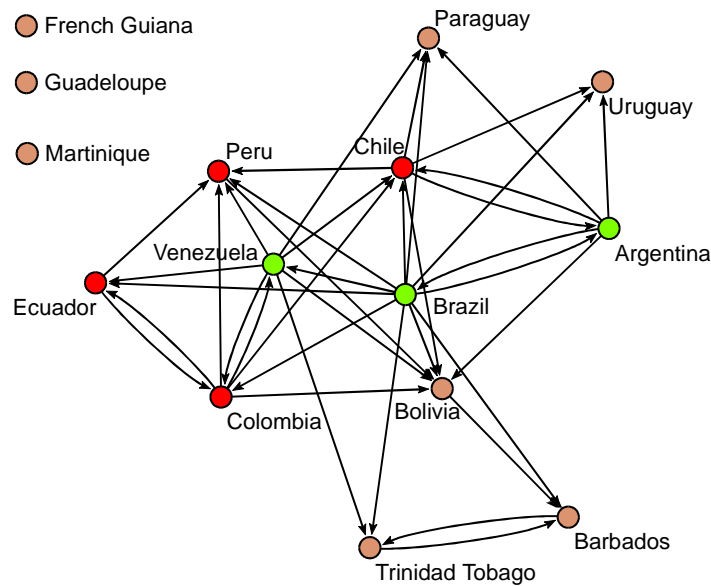 Paraguay
French Guiana
Guadeloupe
Uruguay
Chile
Peru
Martinique
Venezuela
Argentina
Ecuador
Brazil
Bolivia
Colombia
Barbados
Trinidad Tobago